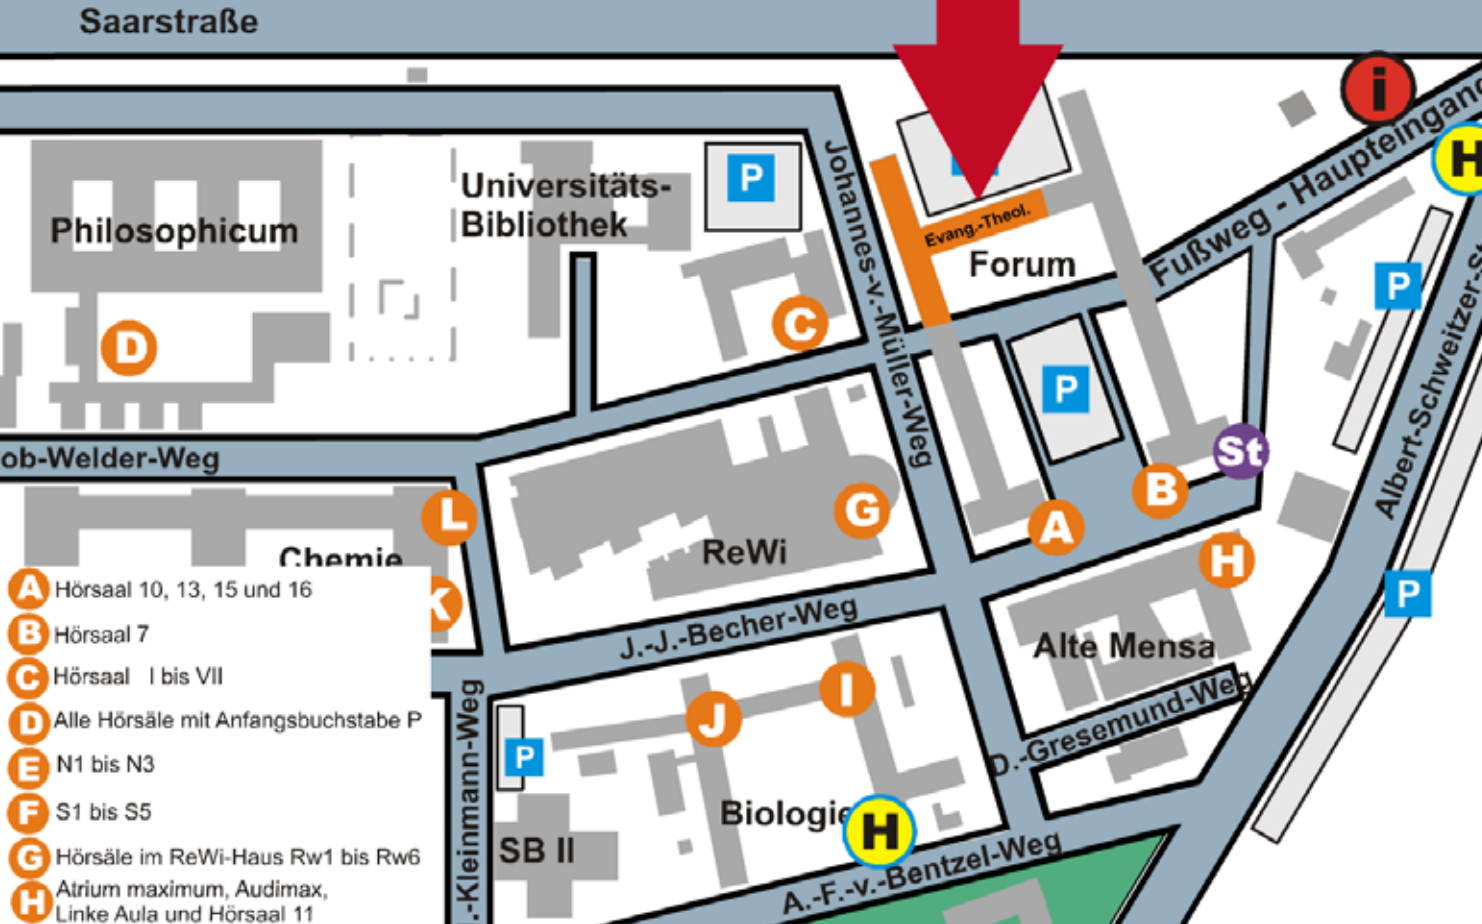 Saarstraße
i
Fußweg - Haupteingang
H
Johannes-v.-Müller-Weg
P
Universitäts-
Bibliothek
Philosophicum
Evang.-Theol.
Forum
P
C
D
P
Albert-Schweitzer-St
ob-Welder-Weg
St
B
A
G
L
ReWi
Chemie
H
K
P
J.-J.-Becher-Weg
Alte Mensa
I
J
D.-Gresemund-Weg
P
.-Kleinmann-Weg
Biologie
H
SB II
A.-F.-v.-Bentzel-Weg
A Hörsaal 10, 13, 15 und 16
B Hörsaal 7
C Hörsaal I bis VII
D Alle Hörsäle mit Anfangsbuchstabe P
E N1 bis N3
F S1 bis S5
G Hörsäle im ReWi-Haus Rw1 bis Rw6
H Atrium maximum, Audimax,
Linke Aula und Hörsaal 11